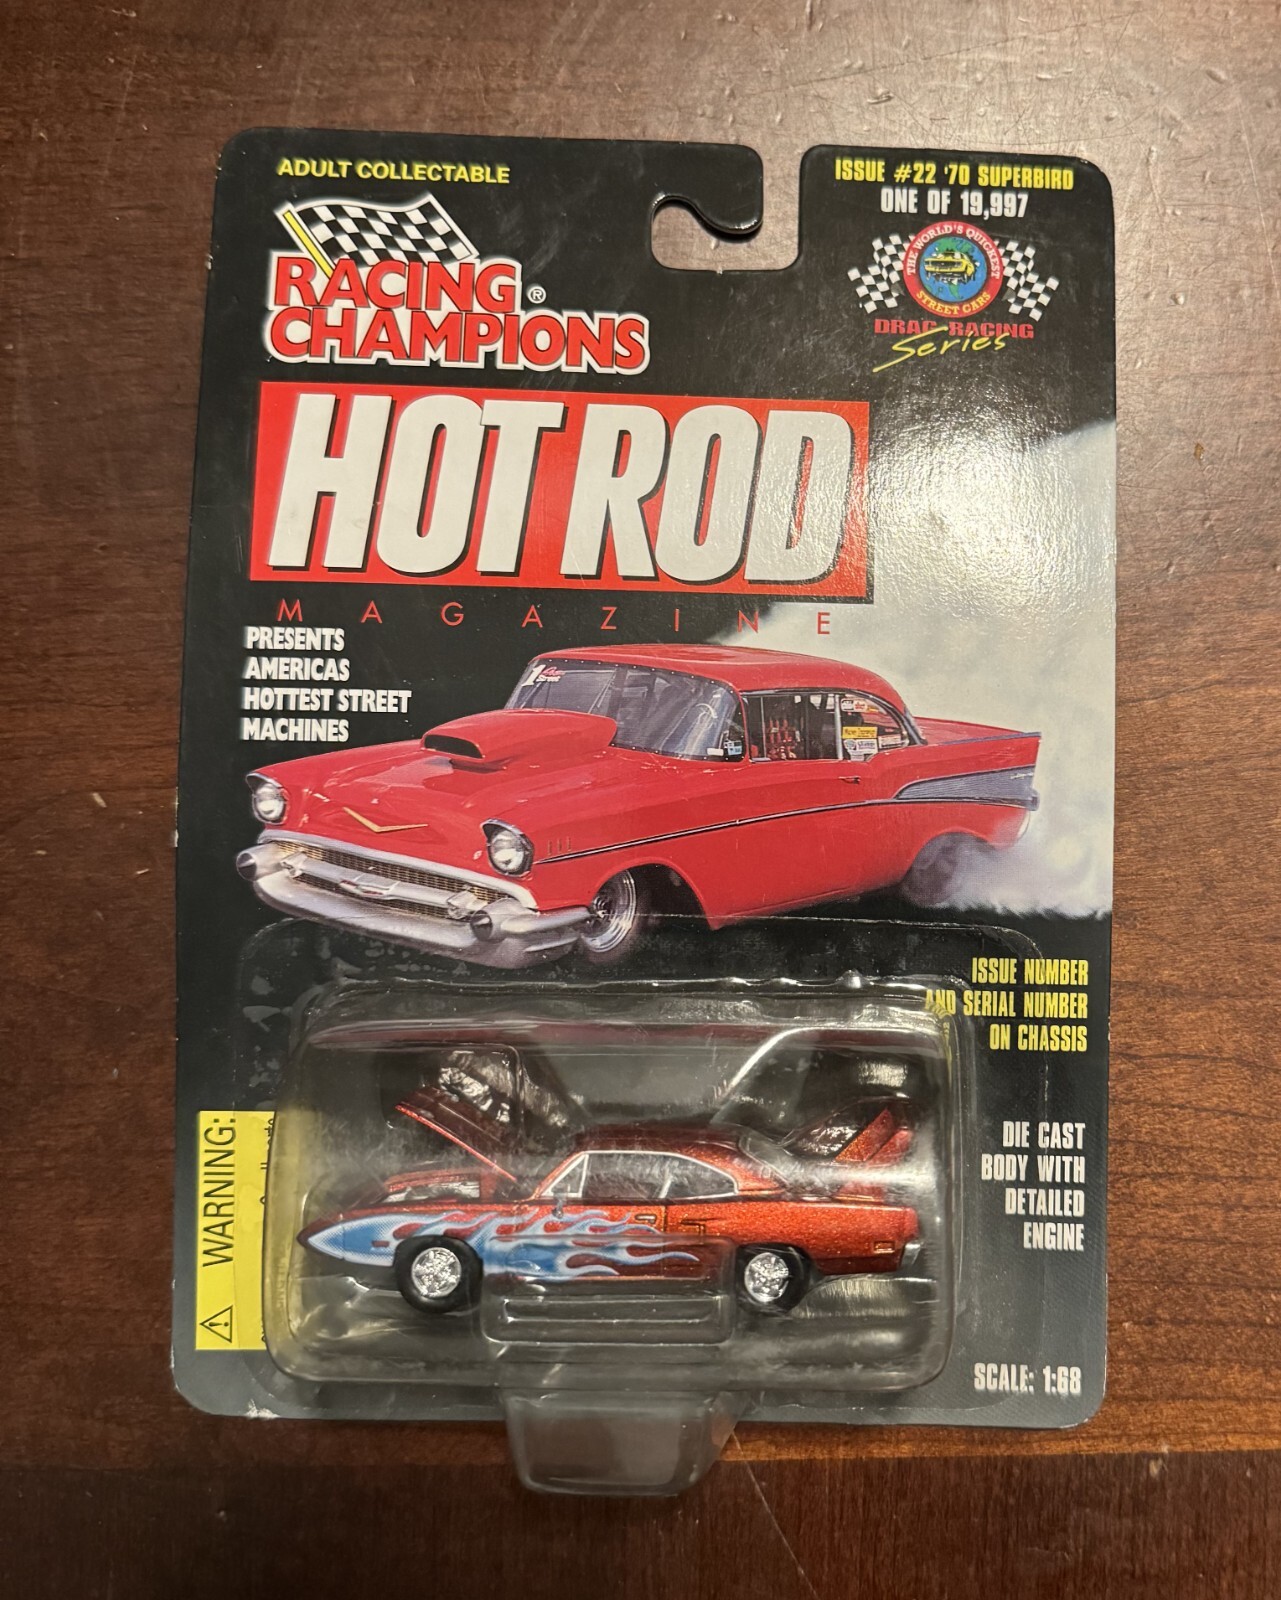 ADULT COLLECTABLE
ISSUE #22 '70 SUPERBIRD
ONE OF 19,997
RACING ®
CHAMPIONS
THE WORLD'S QUICKEST
STREET CARS
DRAG RACING
Series
HOT ROD
MAGAZINE
PRESENTS
AMERICAS
HOTTEST STREET
MACHINES
1
Street
ISSUE NUMBER
AND SERIAL NUMBER
ON CHASSIS
DIE CAST
BODY WITH
DETAILED
ENGINE
WARNING:
SCALE: 1:68